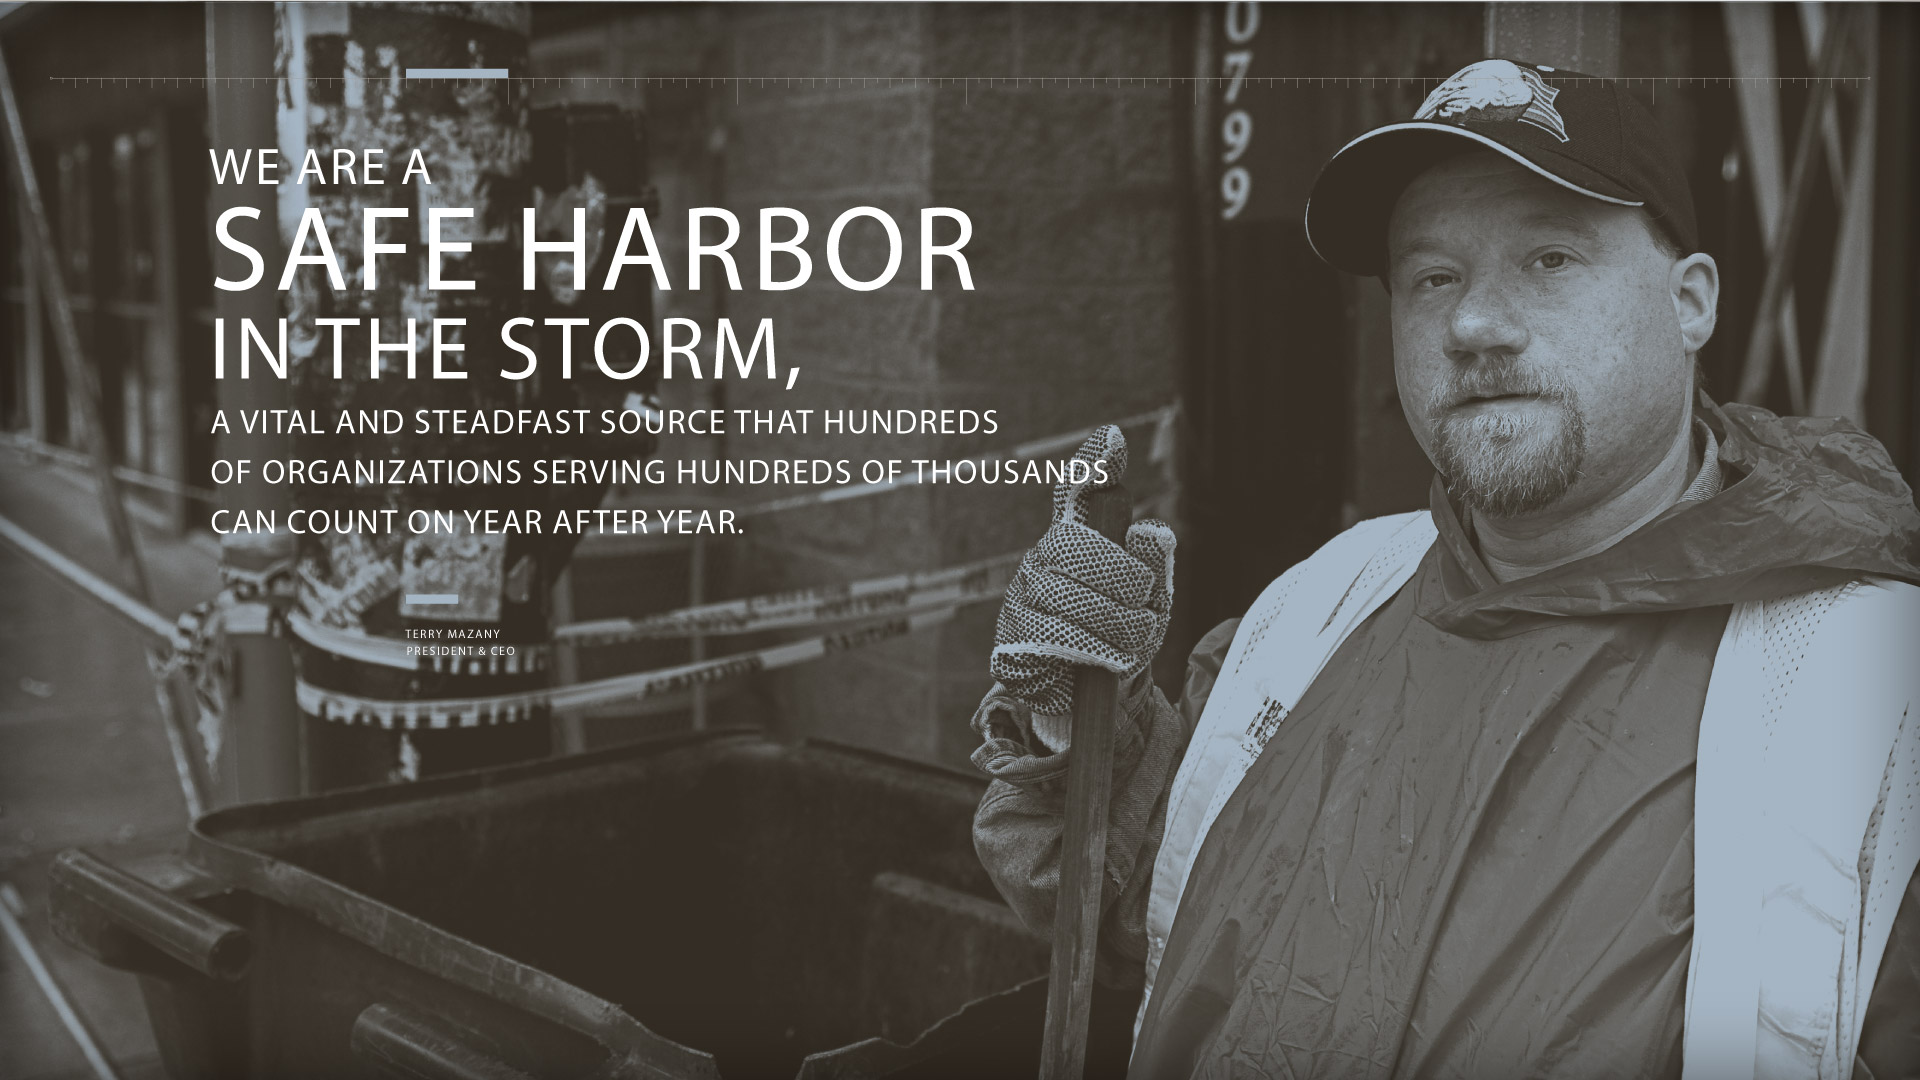 WE ARE A
SAFE HARBOR
IN THE STORM,
A VITAL AND STEADFAST SOURCE THAT HUNDREDS
OF ORGANIZATIONS SERVING HUNDREDS OF THOUSANDS
CAN COUNT ON YEAR AFTER YEAR.
TERRY MAZANY
PRESIDENT & CEO
0799